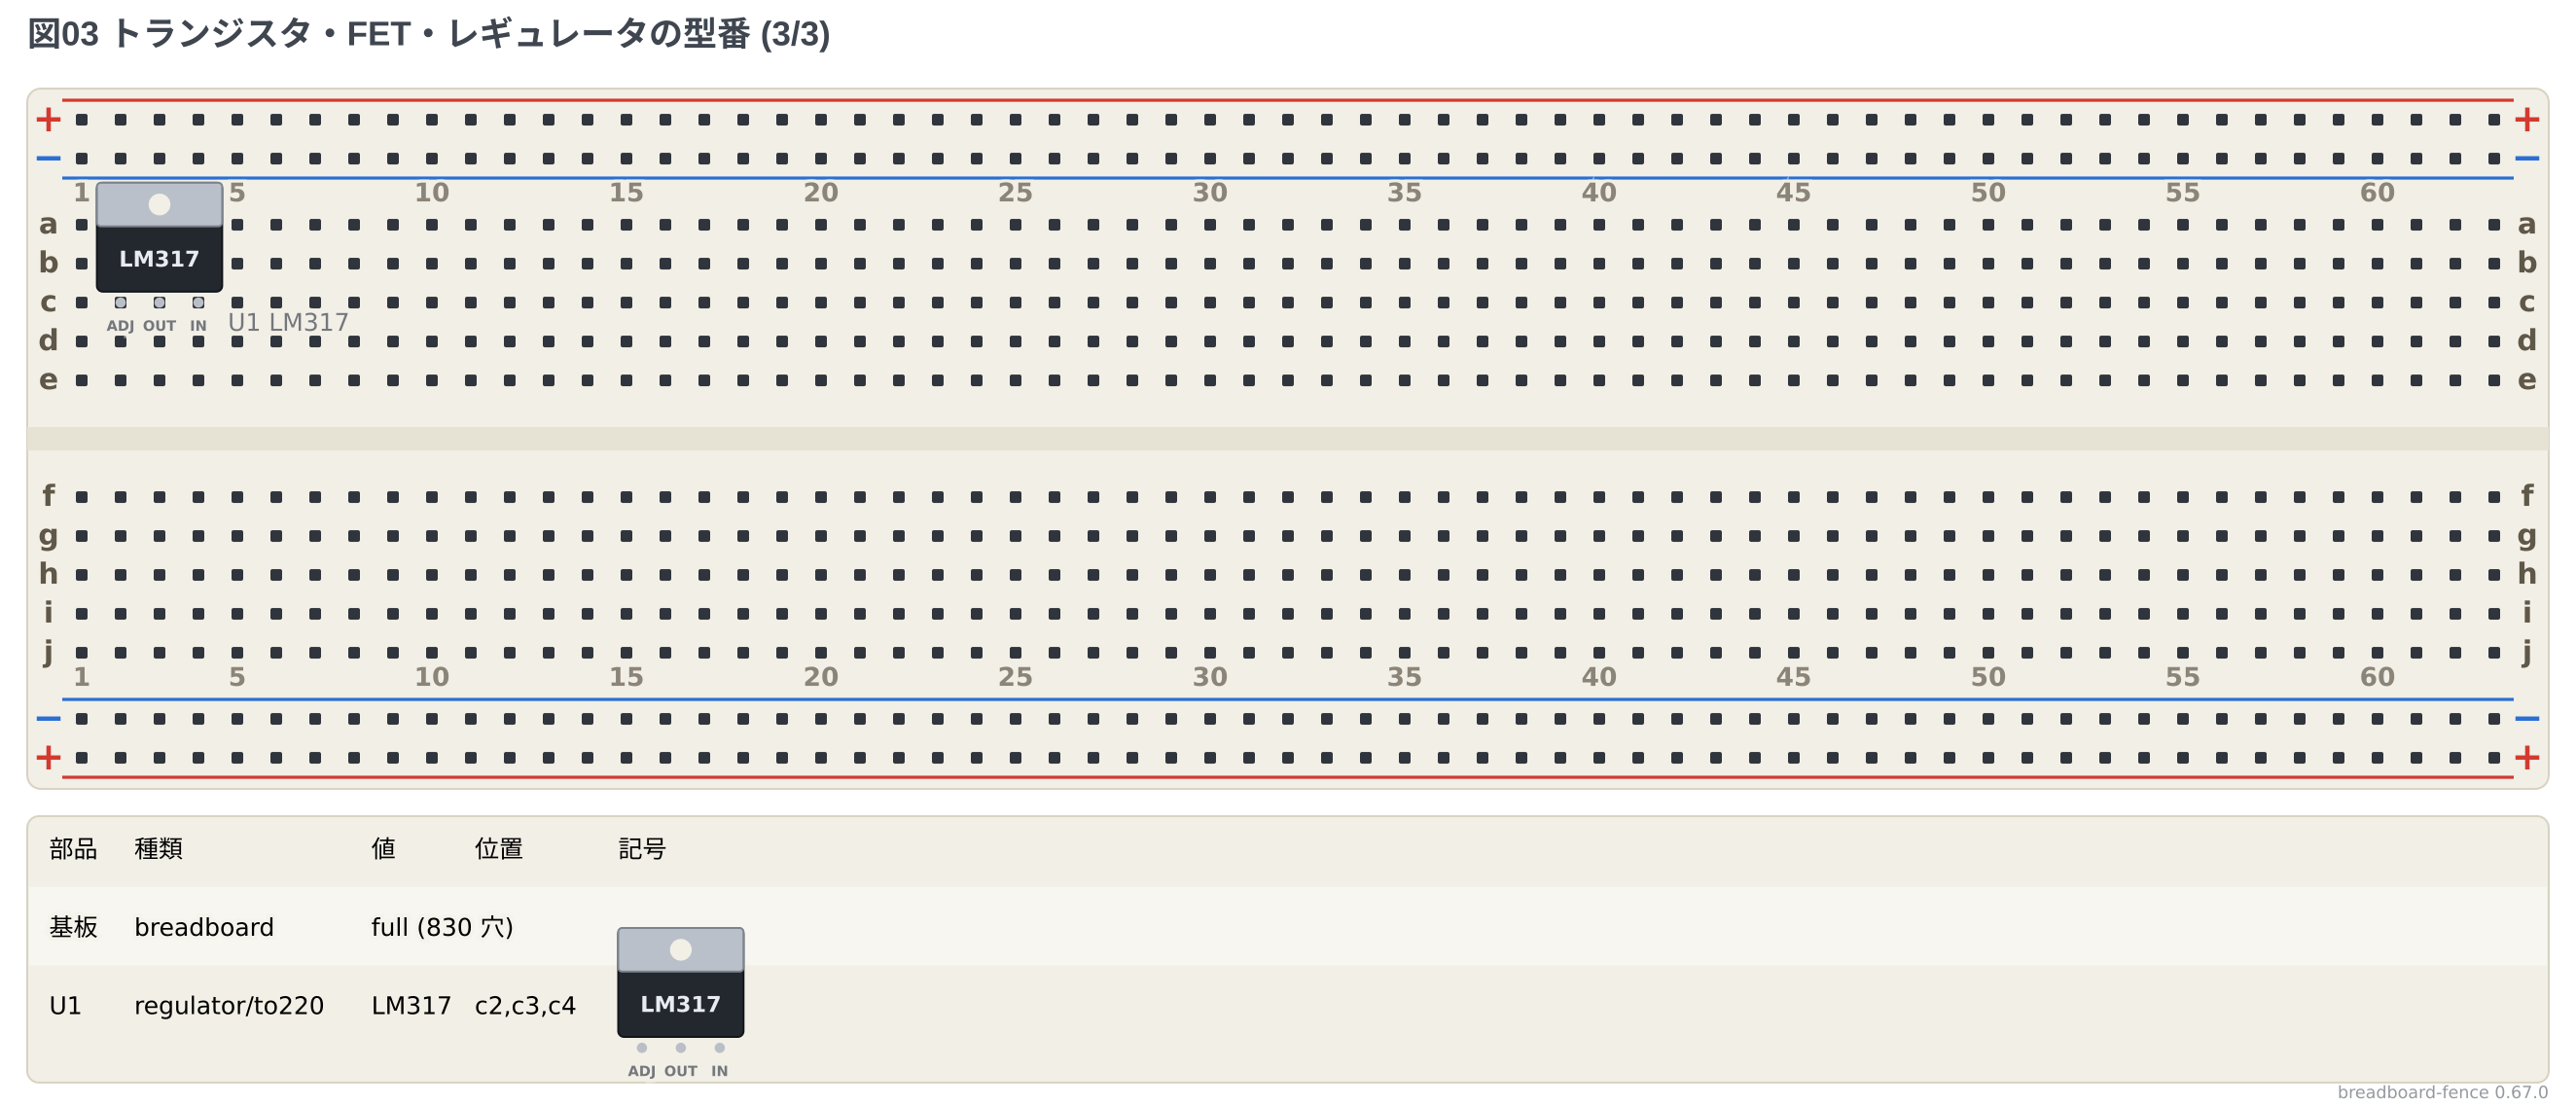 図03 トランジスタ・FET・レギュレータの型番 (3/3)
+ +
− −
1 5 10 15 20 25 30 35 40 45 50 55 60
a a
LM317
b b
c c
ADJ OUT IN U1 LM317
d d
e e
f f
g g
h h
i i
j j
1 5 10 15 20 25 30 35 40 45 50 55 60
− −
+ +
部品 種類 値 位置 記号
基板 breadboard full (830 穴)
U1 regulator/to220 LM317 c2,c3,c4 LM317
ADJ OUT IN
breadboard-fence 0.67.0